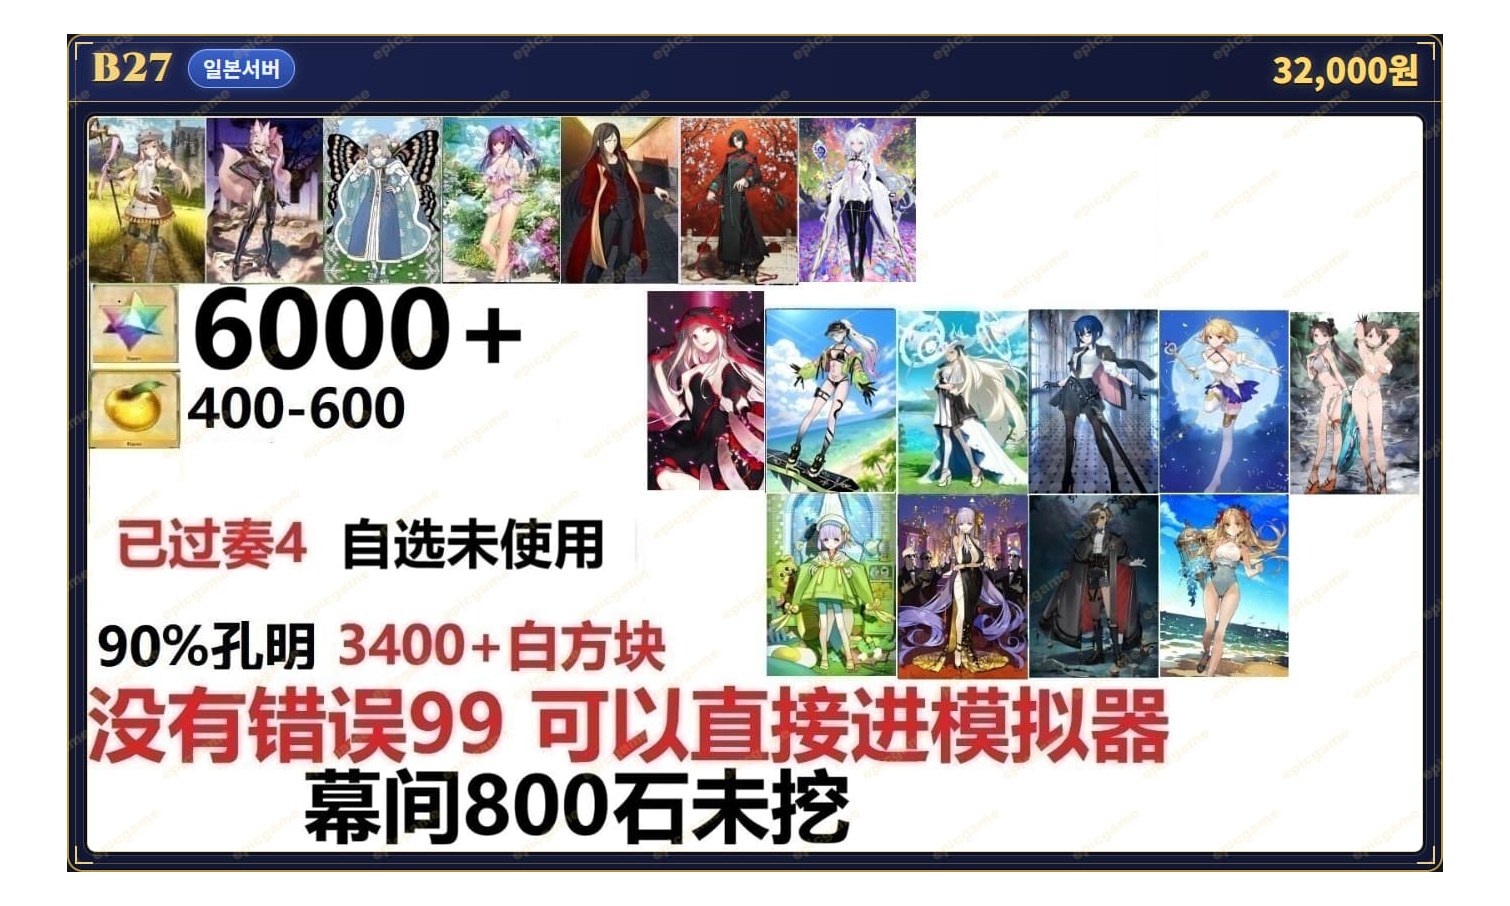 B27 일본서버 32,000원
6000+
400-600
已过奏4 自选未使用
90%孔明 3400+白方块
没有错误99 可以直接进模拟器
幕间800石未挖
epicgame